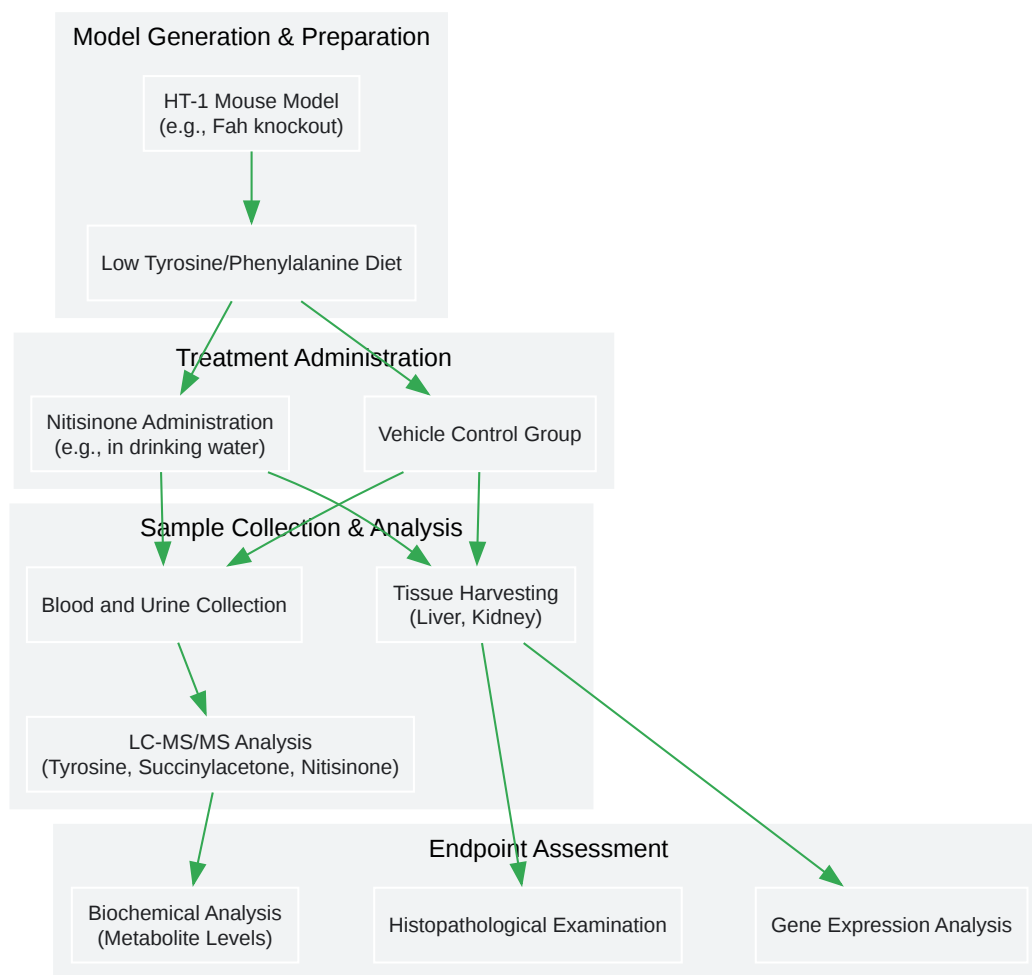 Model Generation & Preparation
HT-1 Mouse Model
(e.g., Fah knockout)
Low Tyrosine/Phenylalanine Diet
Treatment Administration
Nitisinone Administration
(e.g., in drinking water)
Vehicle Control Group
Sample Collection & Analysis
Blood and Urine Collection
Tissue Harvesting
(Liver, Kidney)
LC-MS/MS Analysis
(Tyrosine, Succinylacetone, Nitisinone)
Endpoint Assessment
Biochemical Analysis
(Metabolite Levels)
Histopathological Examination
Gene Expression Analysis